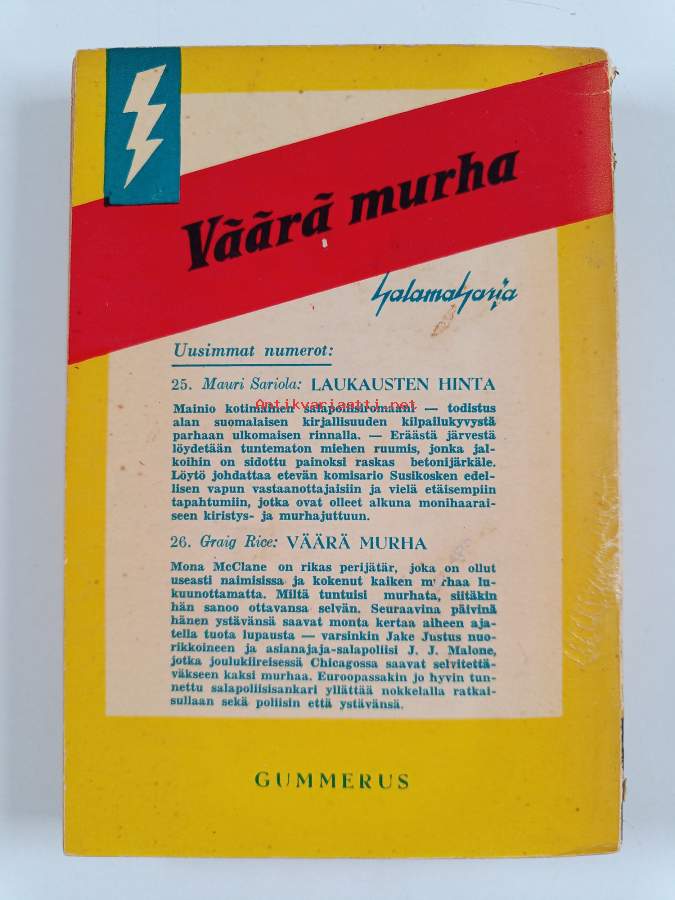 Väärä murha
Salamasarja
Uusimmat numerot:
25. Mauri Sariola: LAUKAUSTEN HINTA
Antikvariaatti.net
Mainio kotimainen salapoliisiromaani — todistus
alan suomalaisen kirjallisuuden kilpailukyvystä
parhaan ulkomaisen rinnalla. — Eräästä järvestä
löydetään tuntematon miehen ruumis, jonka jal-
koihin on sidottu painoksi raskas betonijärkäle.
Löytö johdattaa etevän komisario Susikosken edel-
lisen vapun vastaanottajaisiin ja vielä etäisempiin
tapahtumiin, jotka ovat olleet alkuna monihaarai-
seen kiristys- ja murhajuttuun.
26. Graig Rice: VÄÄRÄ MURHA
Mona McClane on rikas perijätär, joka on ollut
useasti naimisissa ja kokenut kaiken murhaa lu-
kuunottamatta. Miltä tuntuisi murhata, siitäkin
hän sanoo ottavansa selvän. Seuraavina päivinä
hänen ystävänsä saavat monta kertaa aiheen aja-
tella tuota lupausta — varsinkin Jake Justus nuo-
rikkoineen ja asianajaja-salapoliisi J. J. Malone,
jotka joulukiireisessä Chicagossa saavat selvitettä-
väkseen kaksi murhaa. Euroopassakin jo hyvin tun-
nettu salapoliisisankari yllättää nokkelalla ratkai-
sullaan sekä poliisin että ystävänsä.
GUMMERUS